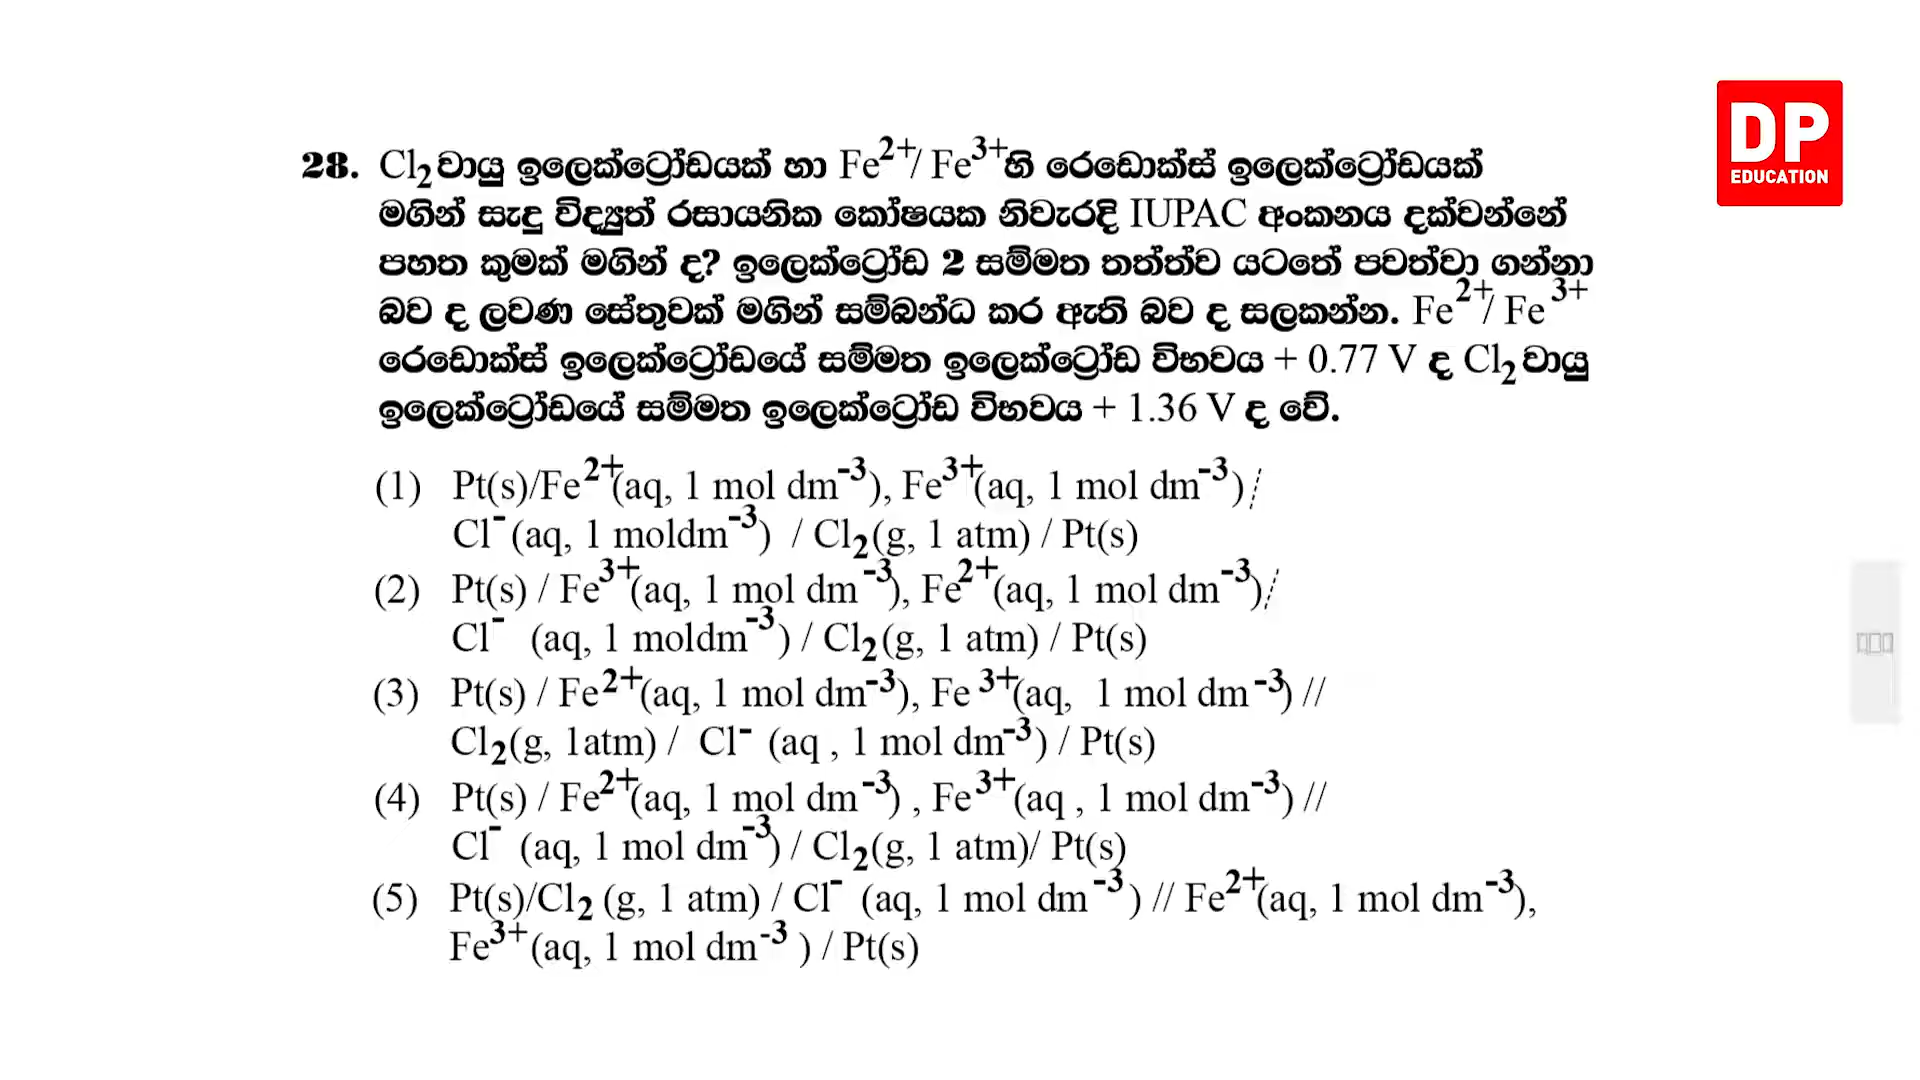 DP
EDUCATION
28. Cl₂ වායු ඉලෙක්ට්‍රෝඩයක් හා Fe²⁺/ Fe³⁺හි රෙඩොක්ස් ඉලෙක්ට්‍රෝඩයක්
මගින් සැදූ විද්‍යුත් රසායනික කෝෂයක නිවැරදි IUPAC අංකනය දක්වන්නේ
පහත කුමක් මගින් ද? ඉලෙක්ට්‍රෝඩ 2 සම්මත තත්ත්ව යටතේ පවත්වා ගන්නා
බව ද ලවණ සේතුවක් මගින් සම්බන්ධ කර ඇති බව ද සලකන්න. Fe²⁺/ Fe³⁺
රෙඩොක්ස් ඉලෙක්ට්‍රෝඩයේ සම්මත ඉලෙක්ට්‍රෝඩ විභවය + 0.77 V ද Cl₂ වායු
ඉලෙක්ට්‍රෝඩයේ සම්මත ඉලෙක්ට්‍රෝඩ විභවය + 1.36 V ද වේ.
(1) Pt(s)/Fe²⁺(aq, 1 mol dm⁻³), Fe³⁺(aq, 1 mol dm⁻³)¦
Cl⁻(aq, 1 moldm⁻³) / Cl₂(g, 1 atm) / Pt(s)
(2) Pt(s) / Fe³⁺(aq, 1 mol dm⁻³), Fe²⁺(aq, 1 mol dm⁻³)¦
Cl⁻ (aq, 1 moldm⁻³) / Cl₂(g, 1 atm) / Pt(s)
(3) Pt(s) / Fe²⁺(aq, 1 mol dm⁻³), Fe³⁺(aq, 1 mol dm⁻³) //
Cl₂(g, 1atm) / Cl⁻ (aq , 1 mol dm⁻³) / Pt(s)
(4) Pt(s) / Fe²⁺(aq, 1 mol dm⁻³) , Fe³⁺(aq , 1 mol dm⁻³) //
Cl⁻ (aq, 1 mol dm⁻³) / Cl₂(g, 1 atm)/ Pt(s)
(5) Pt(s)/Cl₂ (g, 1 atm) / Cl⁻ (aq, 1 mol dm⁻³) // Fe²⁺(aq, 1 mol dm⁻³),
Fe³⁺(aq, 1 mol dm⁻³ ) / Pt(s)